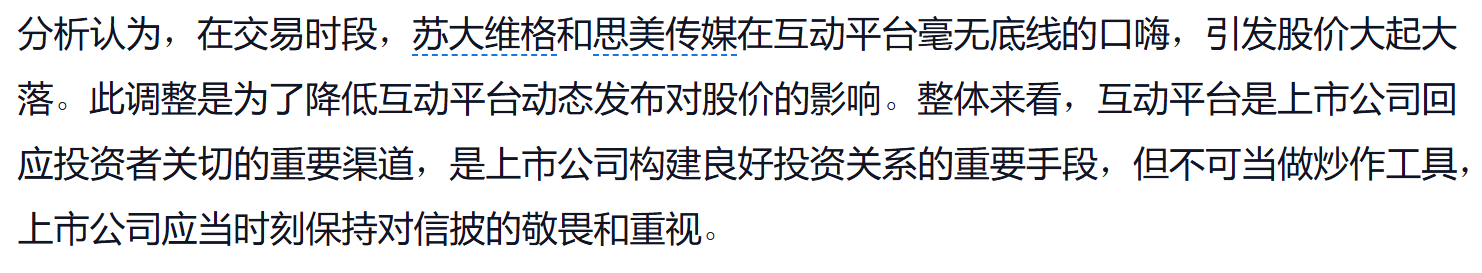 分析认为，在交易时段，苏大维格和思美传媒在互动平台毫无底线的口嗨，引发股价大起大
落。此调整是为了降低互动平台动态发布对股价的影响。整体来看，互动平台是上市公司回
应投资者关切的重要渠道，是上市公司构建良好投资关系的重要手段，但不可当做炒作工具，
上市公司应当时刻保持对信披的敬畏和重视。